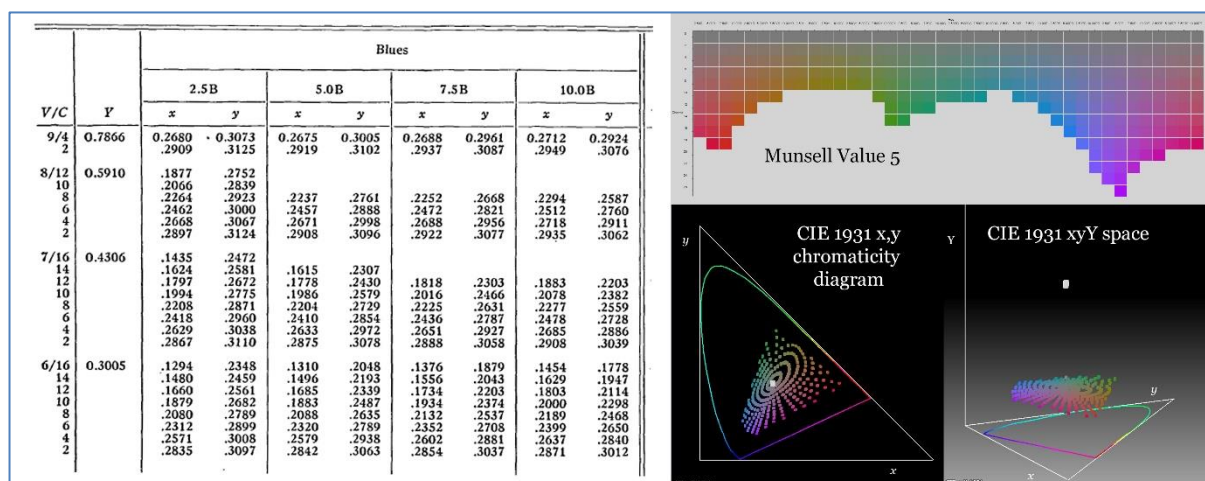 Blues
2.5B 5.0B 7.5B 10.0B
V/C Y x y x y x y x y
9/4 0.7866 0.2680 0.3073 0.2675 0.3005 0.2688 0.2961 0.2712 0.2924
2 .2909 .3125 .2919 .3102 .2937 .3087 .2949 .3076
8/12 0.5910 .1877 .2752
10 .2066 .2839
8 .2264 .2923 .2237 .2761 .2252 .2668 .2294 .2587
6 .2462 .3000 .2457 .2888 .2472 .2821 .2512 .2760
4 .2668 .3067 .2671 .2998 .2688 .2956 .2718 .2911
2 .2897 .3124 .2908 .3096 .2922 .3077 .2935 .3062
7/16 0.4306 .1435 .2472
14 .1624 .2581 .1615 .2307
12 .1797 .2672 .1778 .2430 .1818 .2303 .1883 .2203
10 .1994 .2775 .1986 .2579 .2016 .2466 .2078 .2382
8 .2208 .2871 .2204 .2729 .2225 .2631 .2277 .2559
6 .2418 .2960 .2410 .2854 .2436 .2787 .2478 .2728
4 .2629 .3038 .2633 .2972 .2651 .2927 .2685 .2886
2 .2867 .3110 .2875 .3078 .2888 .3058 .2908 .3039
6/16 0.3005 .1294 .2348 .1310 .2048 .1376 .1879 .1454 .1778
14 .1480 .2459 .1496 .2193 .1556 .2043 .1629 .1947
12 .1660 .2561 .1685 .2339 .1734 .2203 .1803 .2114
10 .1879 .2682 .1883 .2487 .1934 .2374 .2000 .2298
8 .2080 .2789 .2088 .2635 .2132 .2537 .2189 .2468
6 .2312 .2899 .2320 .2789 .2352 .2708 .2399 .2650
4 .2571 .3008 .2579 .2938 .2602 .2881 .2637 .2840
2 .2835 .3097 .2842 .3063 .2854 .3037 .2871 .3012
Munsell Value 5
y
CIE 1931 x,y
chromaticity
diagram
x
Y
CIE 1931 xyY space
y
x